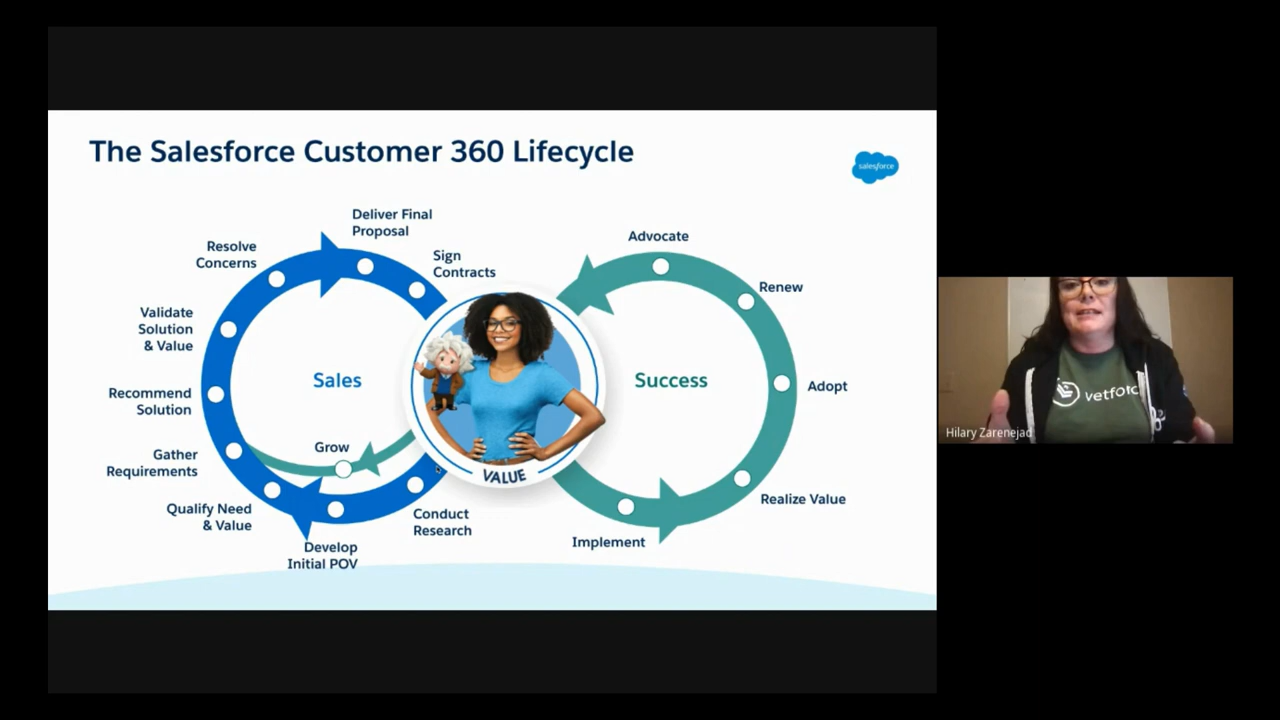 The Salesforce Customer 360 Lifecycle
salesforce
Deliver Final
Proposal
Resolve
Concerns
Sign
Contracts
Validate
Solution
& Value
Sales
Recommend
Solution
Grow
Gather
Requirements
Qualify Need
& Value
Develop
Initial POV
Conduct
Research
VALUE
Advocate
Renew
Success
Adopt
Realize Value
Implement
Hilary Zarenejad